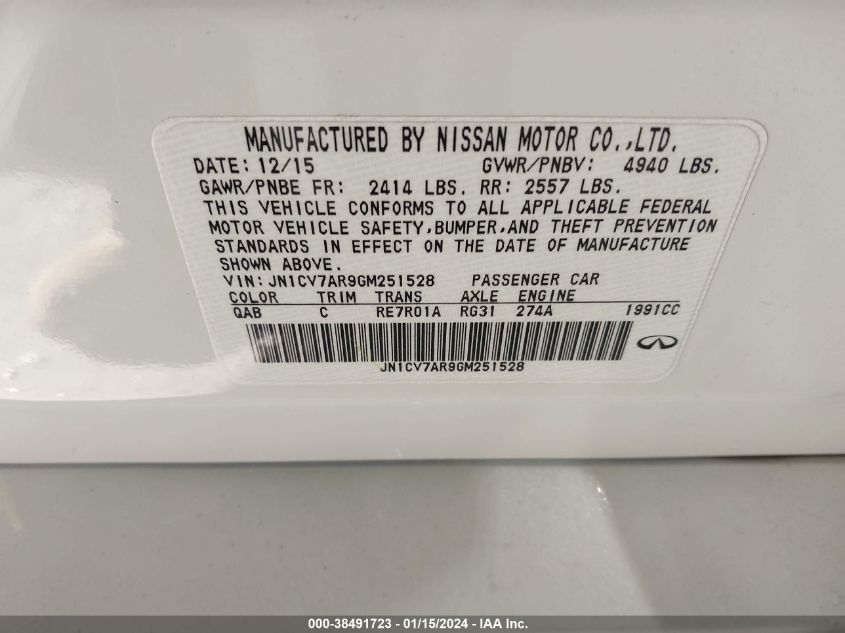 MANUFACTURED BY NISSAN MOTOR CO.,LTD.
DATE: 12/15 GVWR/PNBV: 4940 LBS.
GAWR/PNBE FR: 2414 LBS. RR: 2557 LBS.
THIS VEHICLE CONFORMS TO ALL APPLICABLE FEDERAL
MOTOR VEHICLE SAFETY,BUMPER,AND THEFT PREVENTION
STANDARDS IN EFFECT ON THE DATE OF MANUFACTURE
SHOWN ABOVE.
VIN: JN1CV7AR9GM251528 PASSENGER CAR
COLOR TRIM TRANS AXLE ENGINE
QAB C RE7R01A RG31 274A 1991CC
JN1CV7AR9GM251528
000-38491723 - 01/15/2024 - IAA Inc.